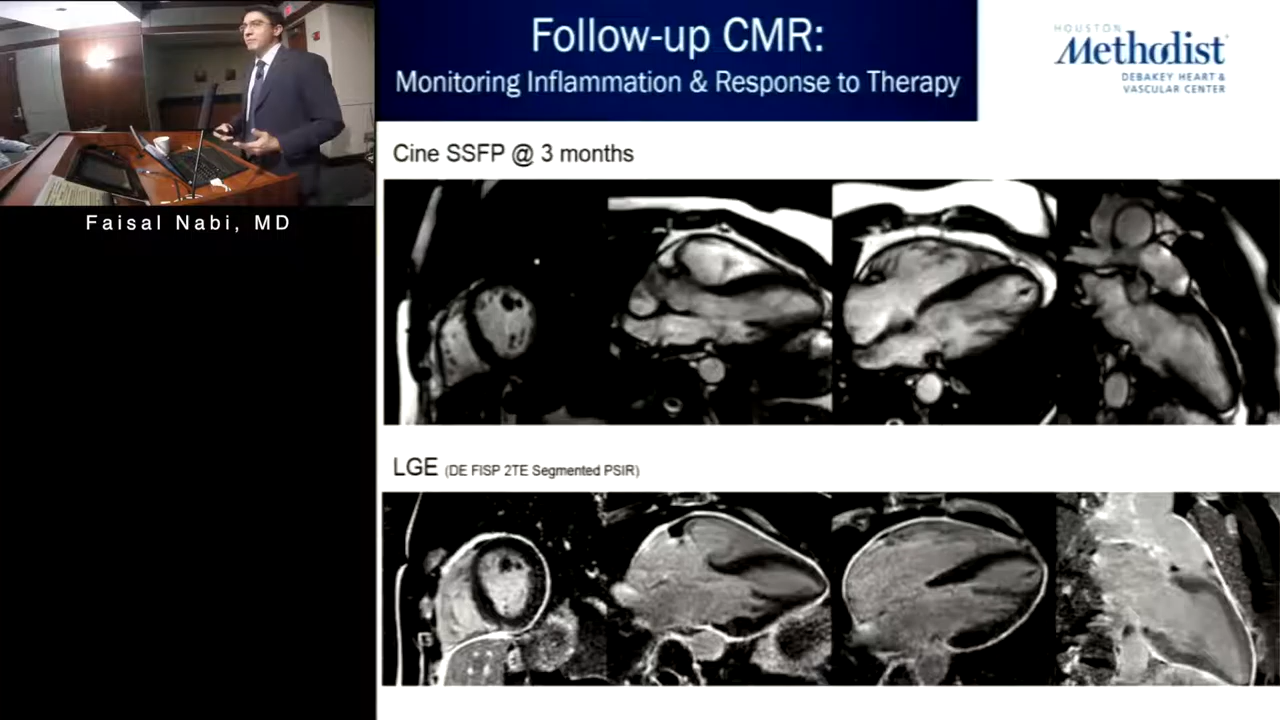 Follow-up CMR:
Monitoring Inflammation & Response to Therapy
HOUSTON
Methodist
DEBAKEY HEART &
VASCULAR CENTER
Cine SSFP @ 3 months
Faisal Nabi, MD
LGE (DE FISP 2TE Segmented PSIR)